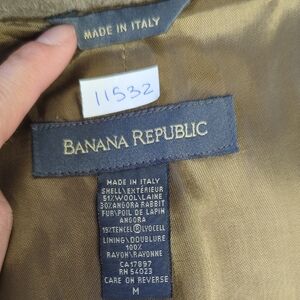 MADE IN ITALY
11532
BANANA REPUBLIC
MADE IN ITALY
SHELL\EXTÉRIEUR
51%WOOL\LAINE
30%ANGORA RABBIT
FUR\POIL DE LAPIN
ANGORA
19%TENCEL®LYOCELL
LINING\DOUBLURE
100%
RAYON\RAYONNE
CA17897
RN 54023
CARE ON REVERSE
M